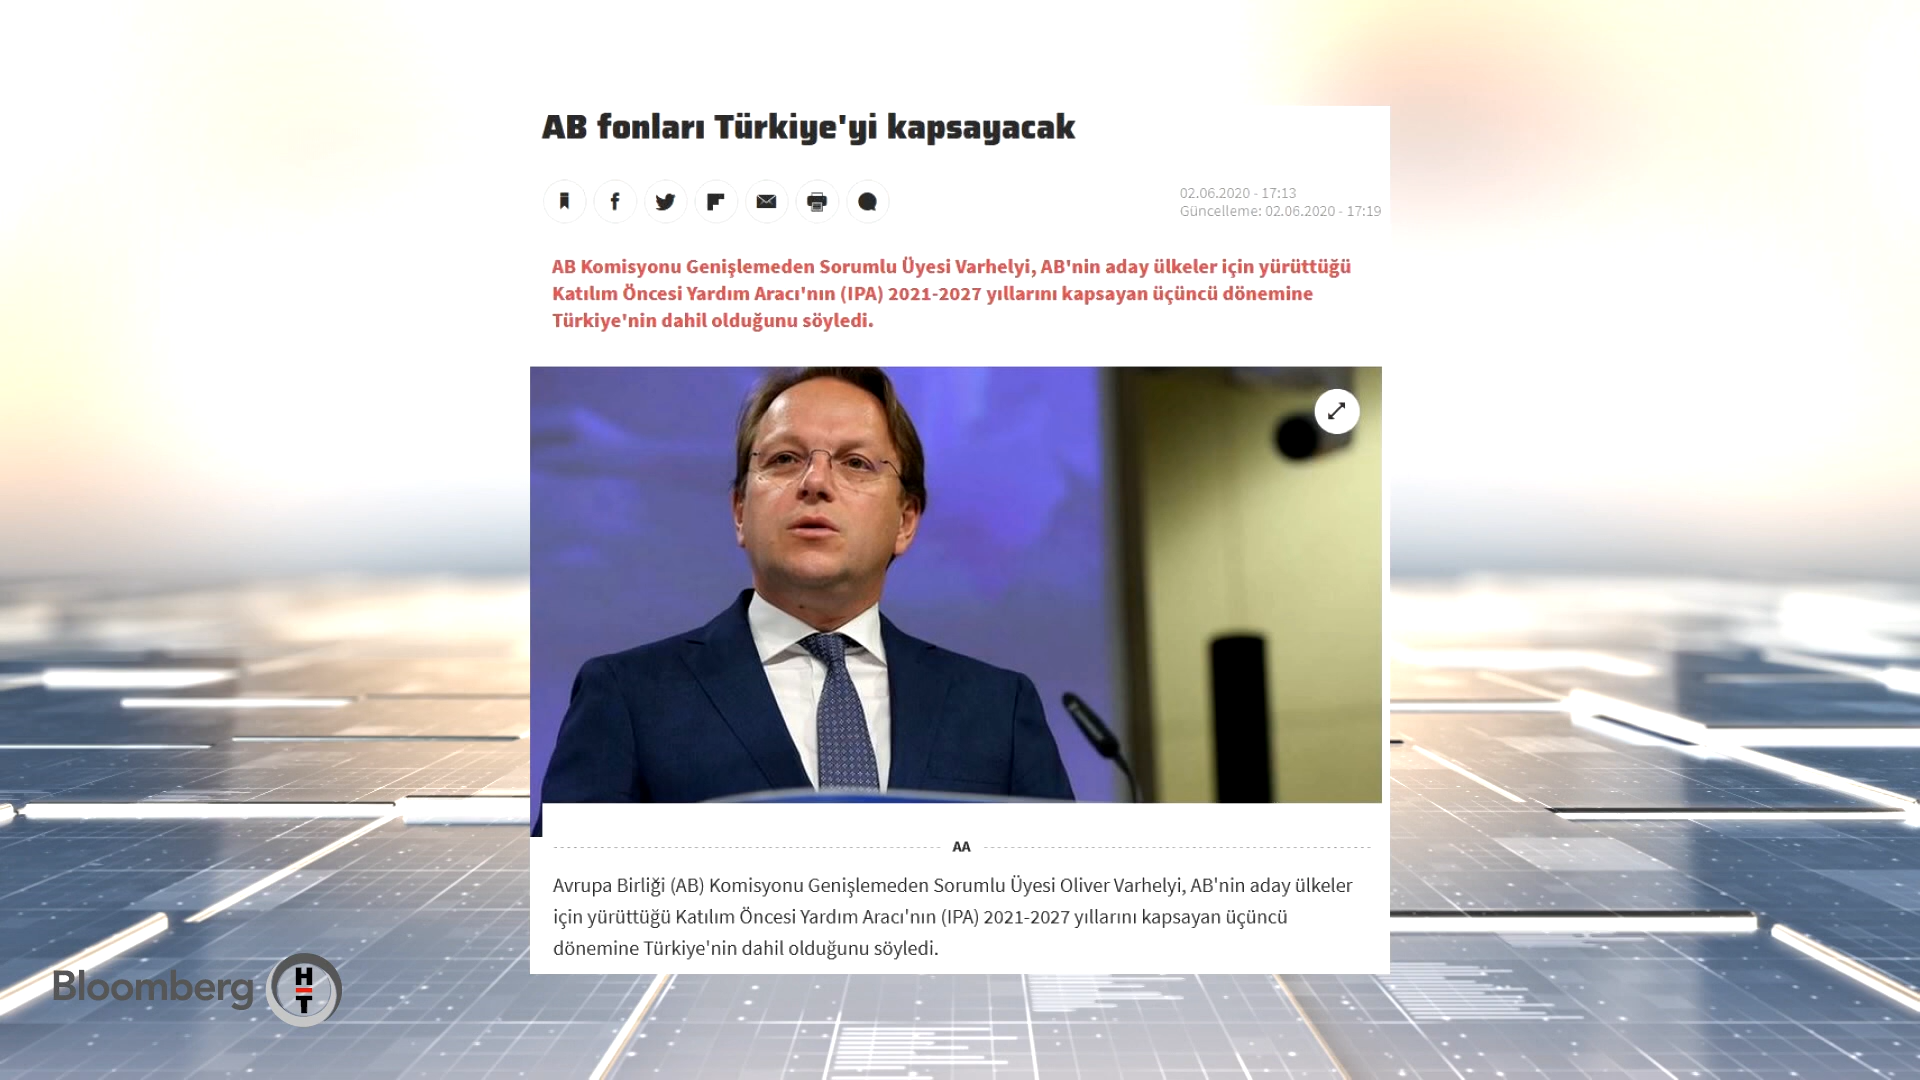 AB fonları Türkiye'yi kapsayacak
02.06.2020 - 17:13
Güncelleme: 02.06.2020 - 17:19
AB Komisyonu Genişlemeden Sorumlu Üyesi Varhelyi, AB'nin aday ülkeler için yürüttüğü
Katılım Öncesi Yardım Aracı'nın (IPA) 2021-2027 yıllarını kapsayan üçüncü dönemine
Türkiye'nin dahil olduğunu söyledi.
AA
Avrupa Birliği (AB) Komisyonu Genişlemeden Sorumlu Üyesi Oliver Varhelyi, AB'nin aday ülkeler
için yürüttüğü Katılım Öncesi Yardım Aracı'nın (IPA) 2021-2027 yıllarını kapsayan üçüncü
dönemine Türkiye'nin dahil olduğunu söyledi.
Bloomberg HT